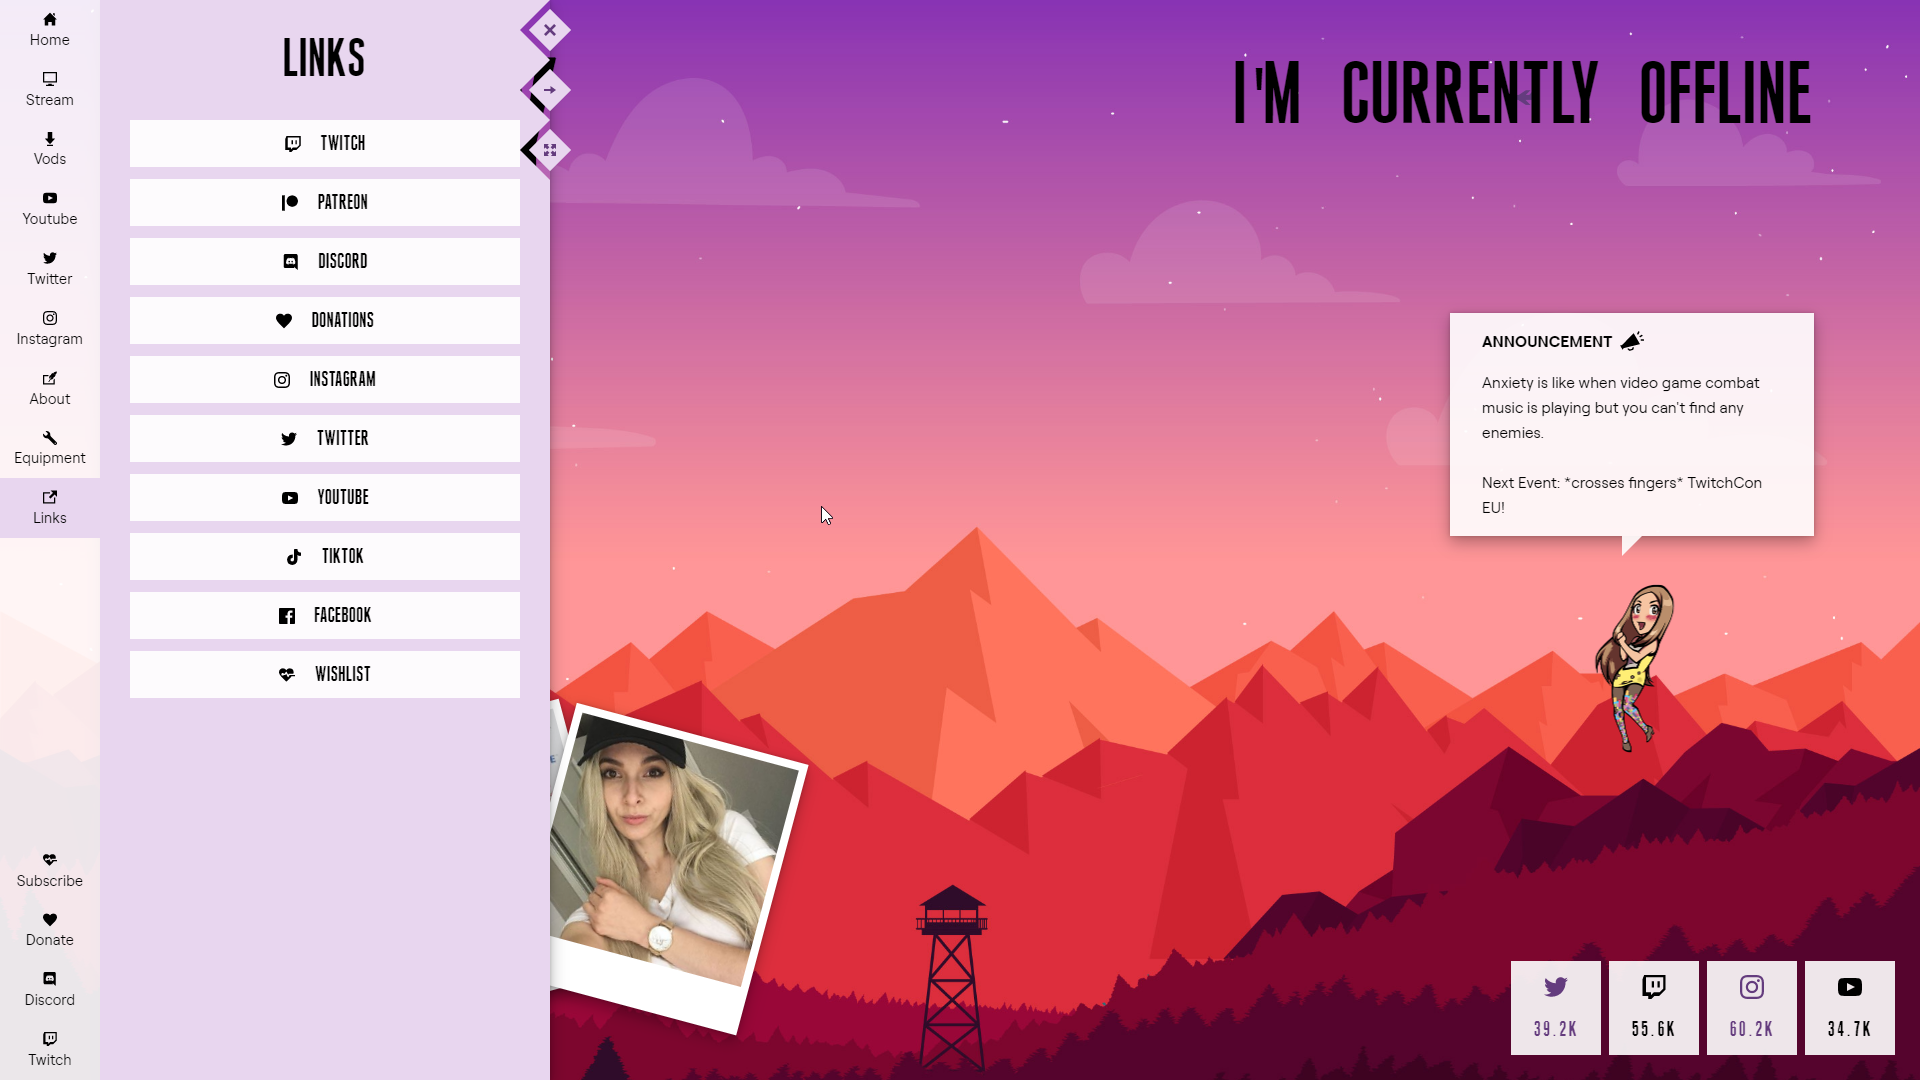 Home
Stream
Vods
Youtube
Twitter
Instagram
About
Equipment
Links
Subscribe
Donate
Discord
Twitch
LINKS
TWITCH
PATREON
DISCORD
DONATIONS
INSTAGRAM
TWITTER
YOUTUBE
TIKTOK
FACEBOOK
WISHLIST
I'M CURRENTLY OFFLINE
ANNOUNCEMENT
Anxiety is like when video game combat
music is playing but you can't find any
enemies.
Next Event: *crosses fingers* TwitchCon
EU!
39.2K
55.6K
60.2K
34.7K